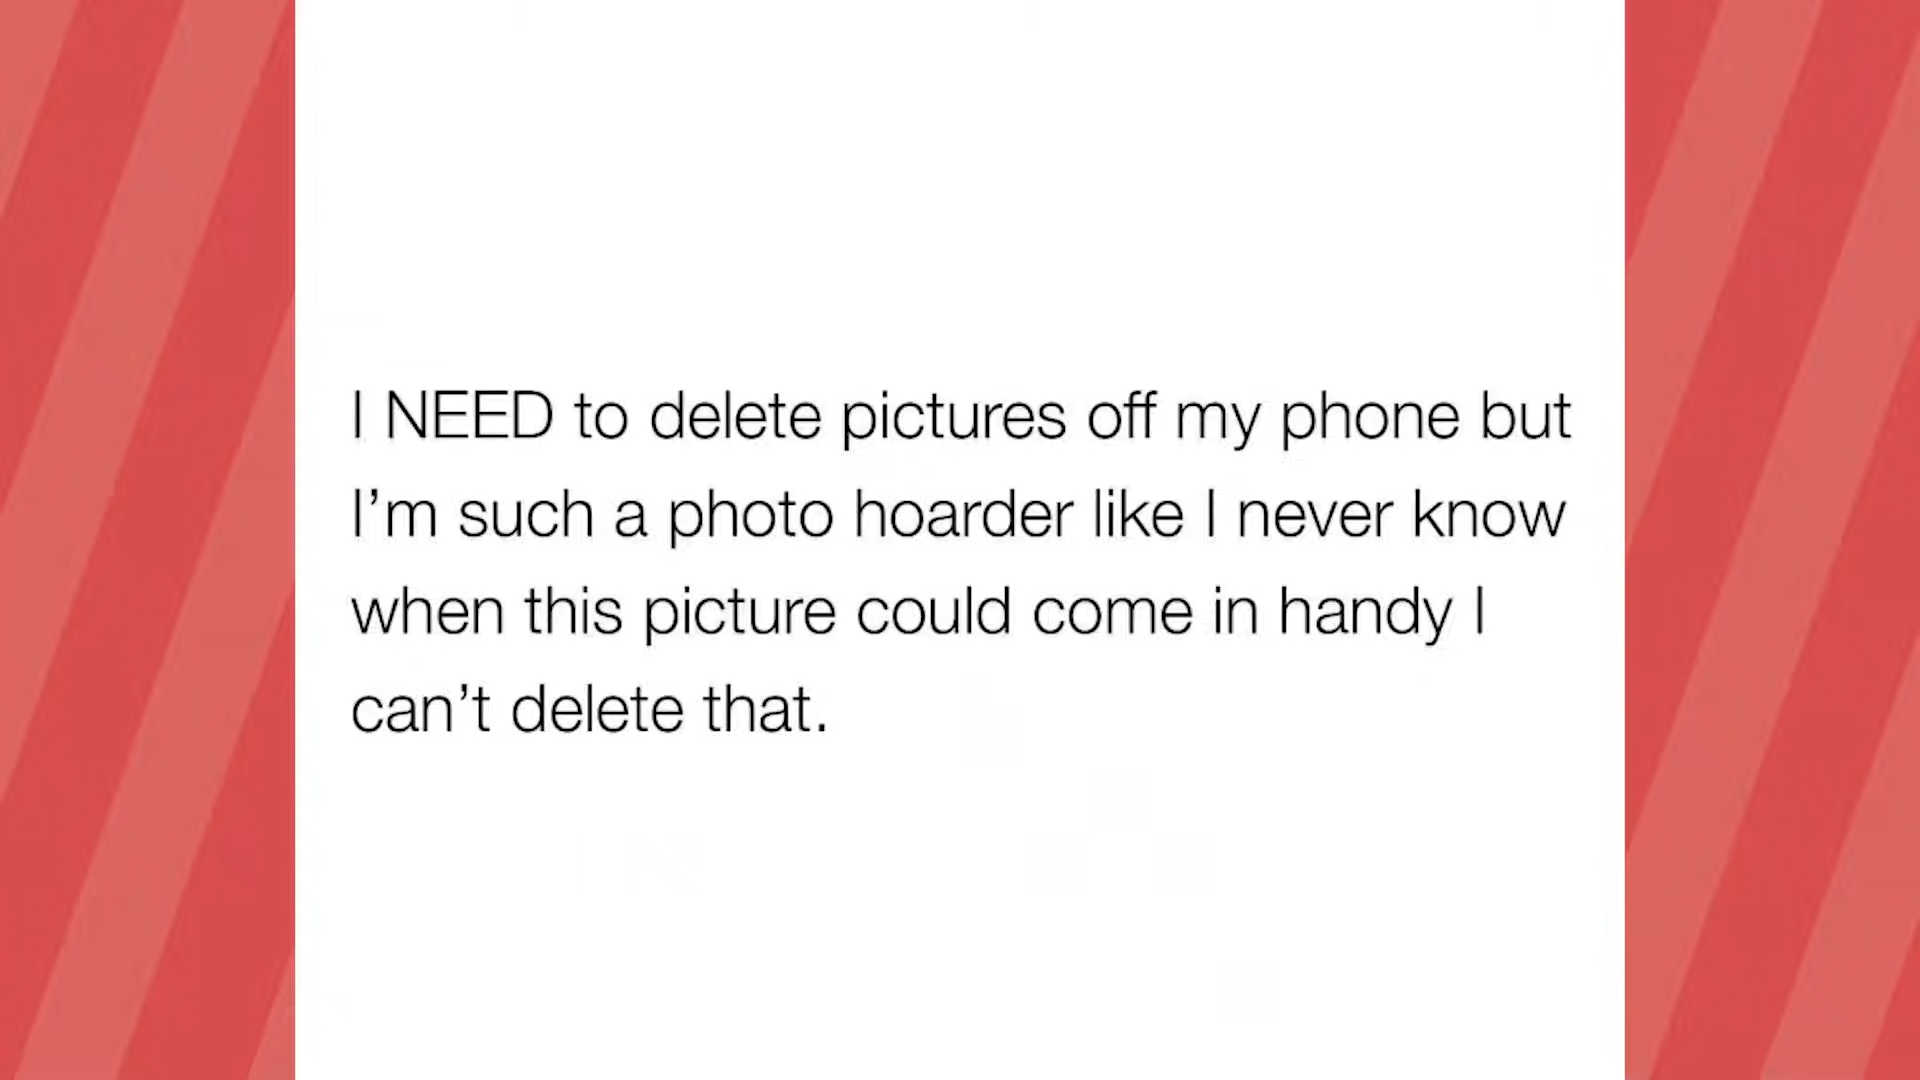 I NEED to delete pictures off my phone but
I’m such a photo hoarder like I never know
when this picture could come in handy I
can’t delete that.